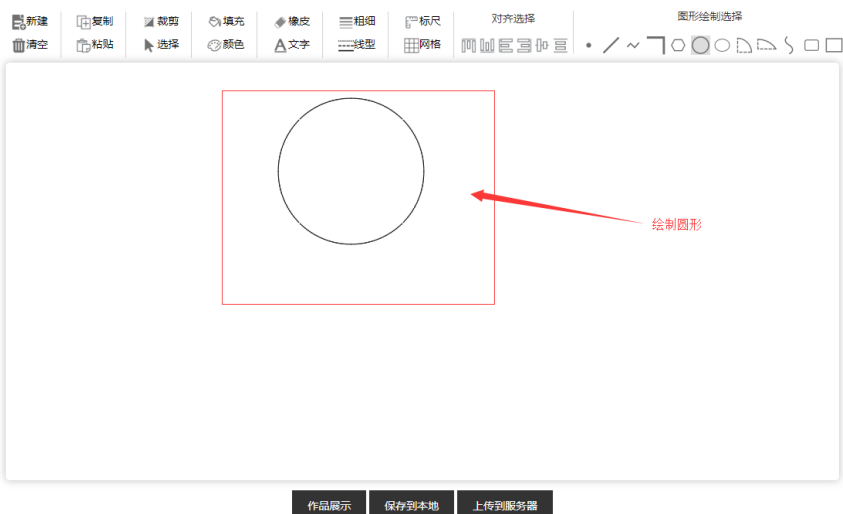 新建 复制 裁剪 填充 橡皮 粗细 标尺 对齐选择 图形绘制选择
清空 粘贴 选择 颜色 文字 线型 网格
绘制圆形
作品展示 保存到本地 上传到服务器